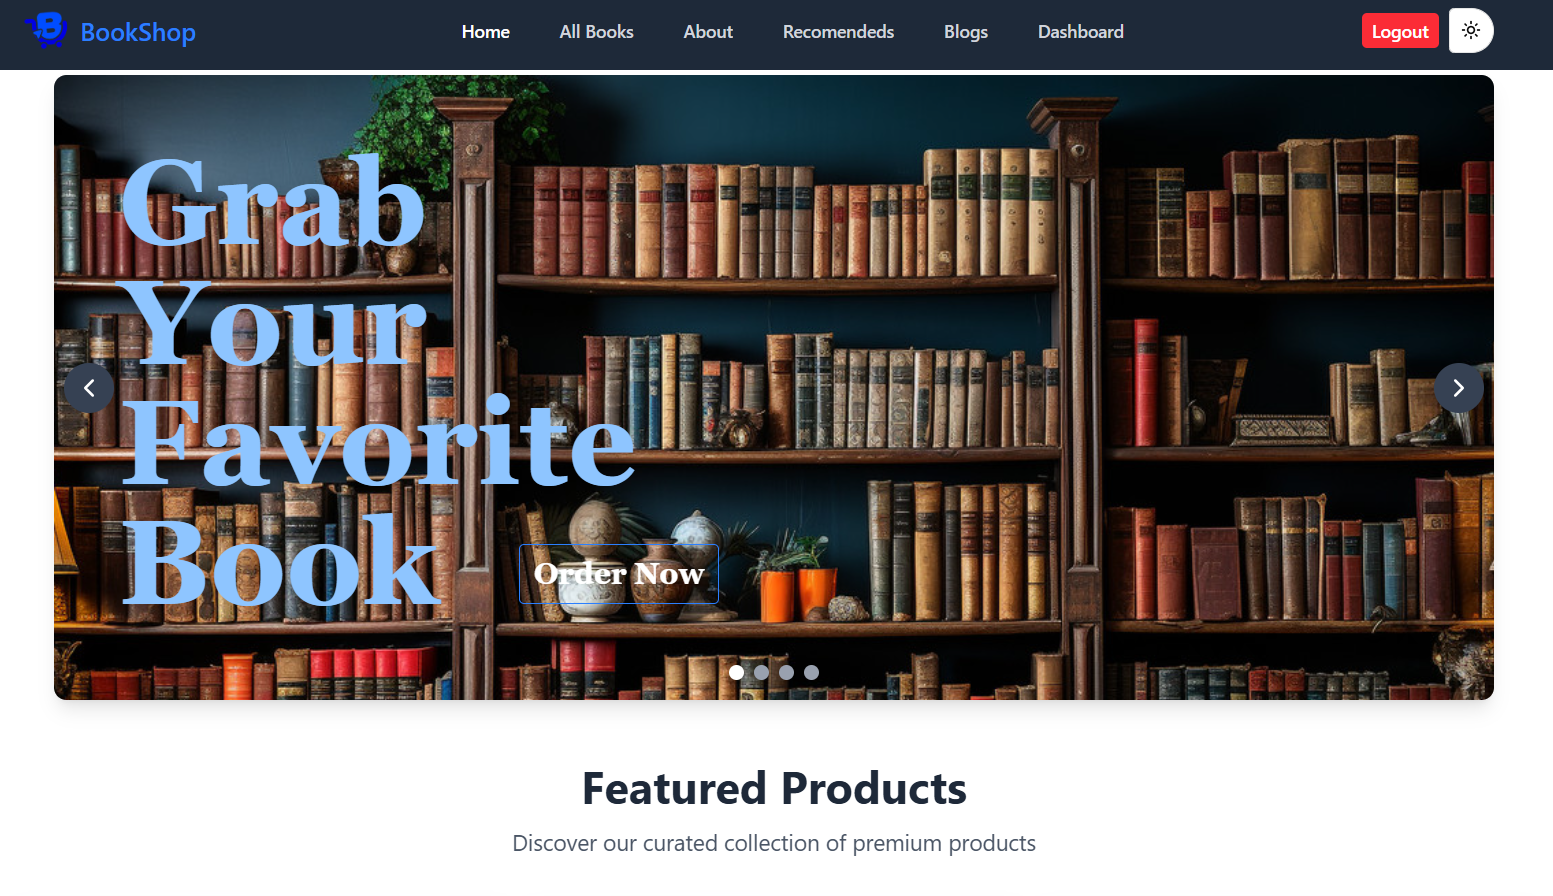 BookShop
Home
All Books
About
Recomendeds
Blogs
Dashboard
Logout
Grab
Your
Favorite
Book
Order Now
Featured Products
Discover our curated collection of premium products